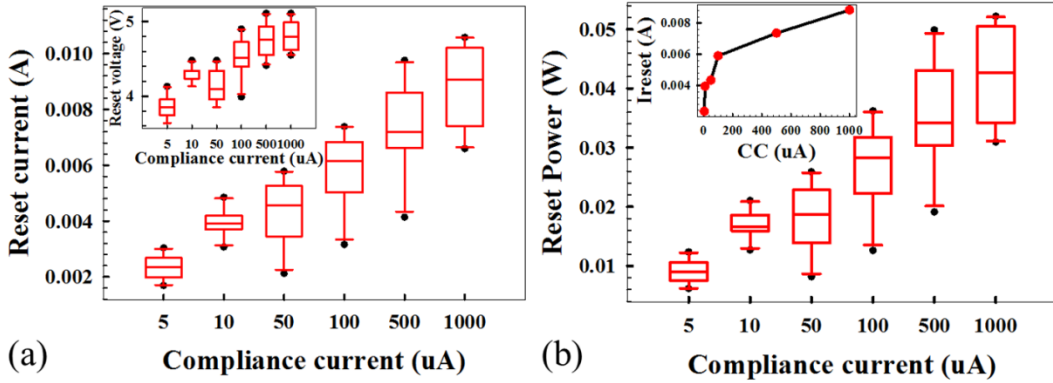 Reset current (A)
0.010
0.008
0.006
0.004
0.002
5 10 50 100 500 1000
Compliance current (uA)
(a)
Reset voltage (V)
5
4
5 10 50 100 500 1000
Compliance current (uA)
Reset Power (W)
0.05
0.04
0.03
0.02
0.01
5 10 50 100 500 1000
Compliance current (uA)
(b)
Ireset (A)
0.008
0.006
0.004
0 200 400 600 800 1000
CC (uA)